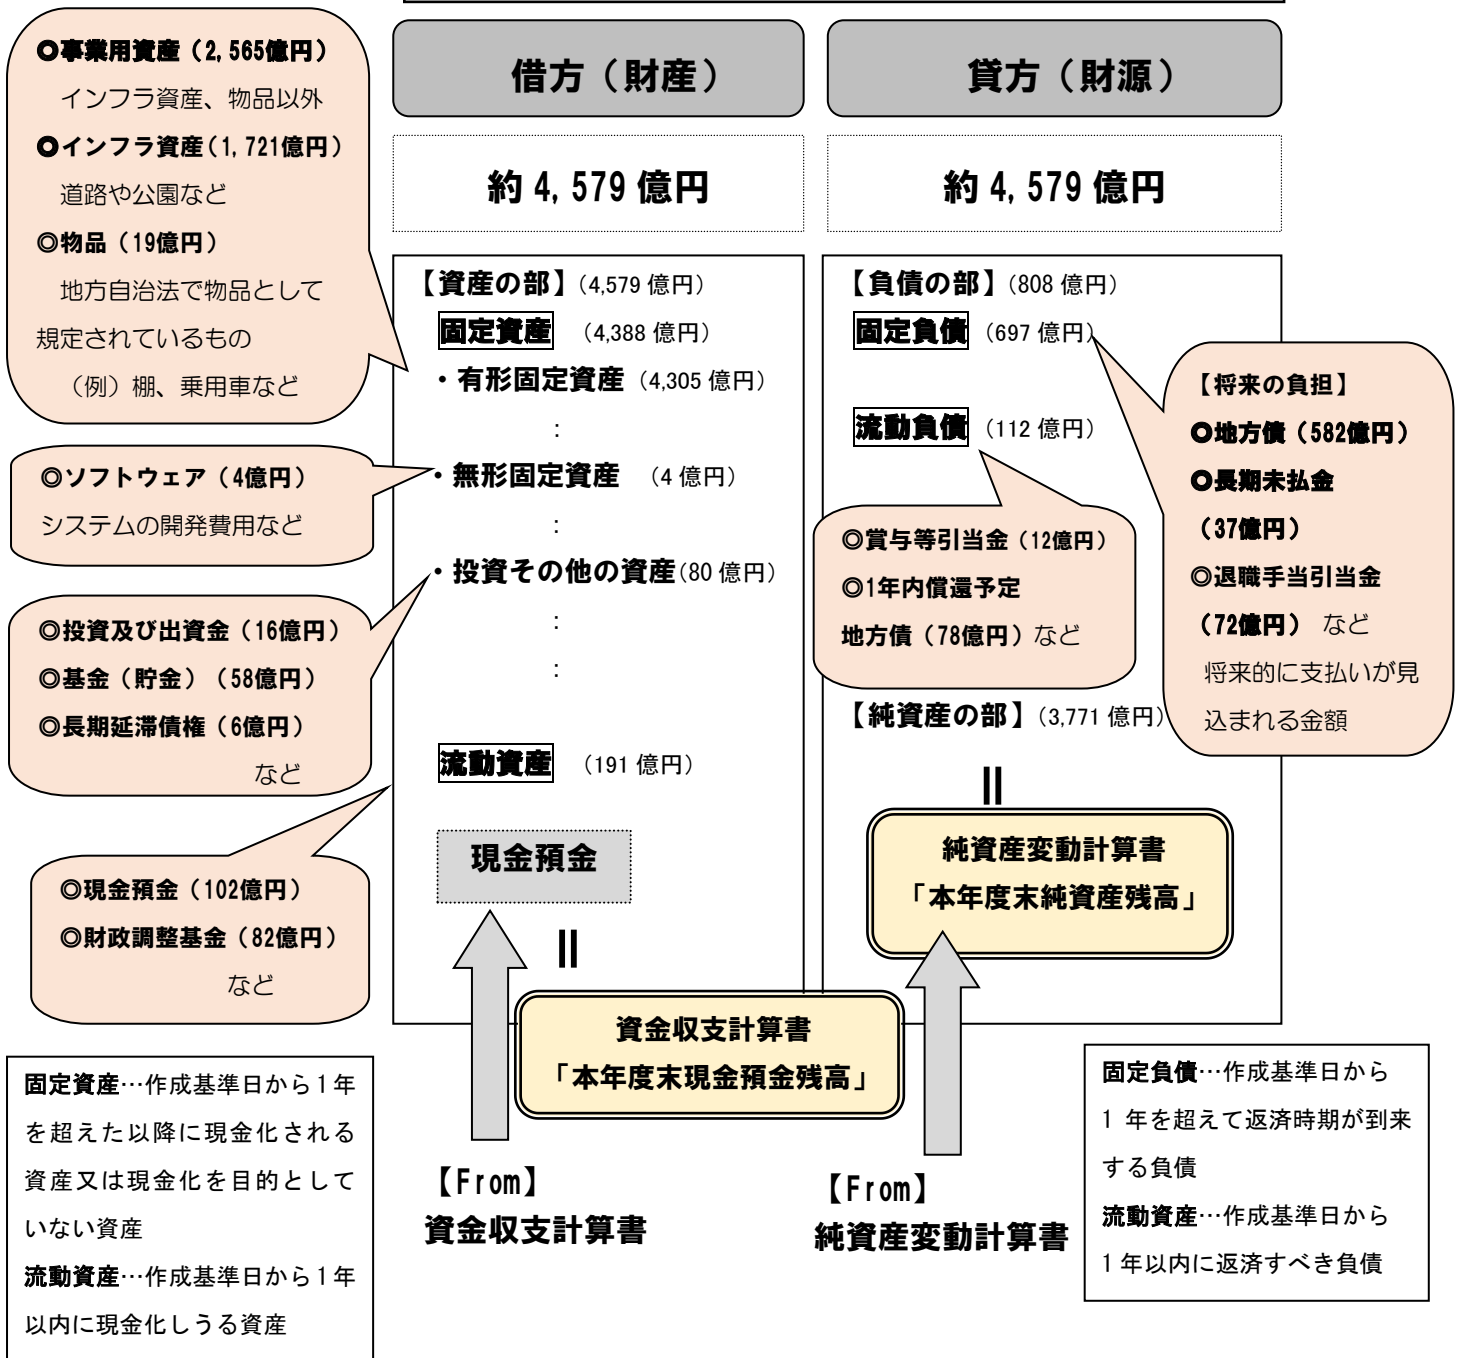 ◎事業用資産（2,565億円）
インフラ資産、物品以外
◎インフラ資産（1,721億円）
道路や公園など
◎物品（19億円）
地方自治法で物品として
規定されているもの
（例）棚、乗用車など
◎ソフトウェア（4億円）
システムの開発費用など
◎投資及び出資金（16億円）
◎基金（貯金）（58億円）
◎長期延滞債権（6億円）
など
◎現金預金（102億円）
◎財政調整基金（82億円）
など
借方（財産）
約 4,579 億円
【資産の部】（4,579 億円）
固定資産 （4,388 億円）
・有形固定資産（4,305 億円）
：
・無形固定資産 （4 億円）
：
・投資その他の資産（80 億円）
：
：
流動資産 （191 億円）
現金預金
||
資金収支計算書
「本年度末現金預金残高」
【From】
資金収支計算書
貸方（財源）
約 4,579 億円
【負債の部】（808 億円）
固定負債（697 億円）
流動負債（112 億円）
◎賞与等引当金（12億円）
◎1年内償還予定
地方債（78億円）など
【純資産の部】（3,771 億円）
||
純資産変動計算書
「本年度末純資産残高」
【From】
純資産変動計算書
【将来の負担】
◎地方債（582億円）
◎長期未払金
（37億円）
◎退職手当引当金
（72億円） など
将来的に支払いが見
込まれる金額
固定資産…作成基準日から1年
を超えた以降に現金化される
資産又は現金化を目的として
いない資産
流動資産…作成基準日から1年
以内に現金化しうる資産
固定負債…作成基準日から
1 年を超えて返済時期が到来
する負債
流動資産…作成基準日から
1年以内に返済すべき負債